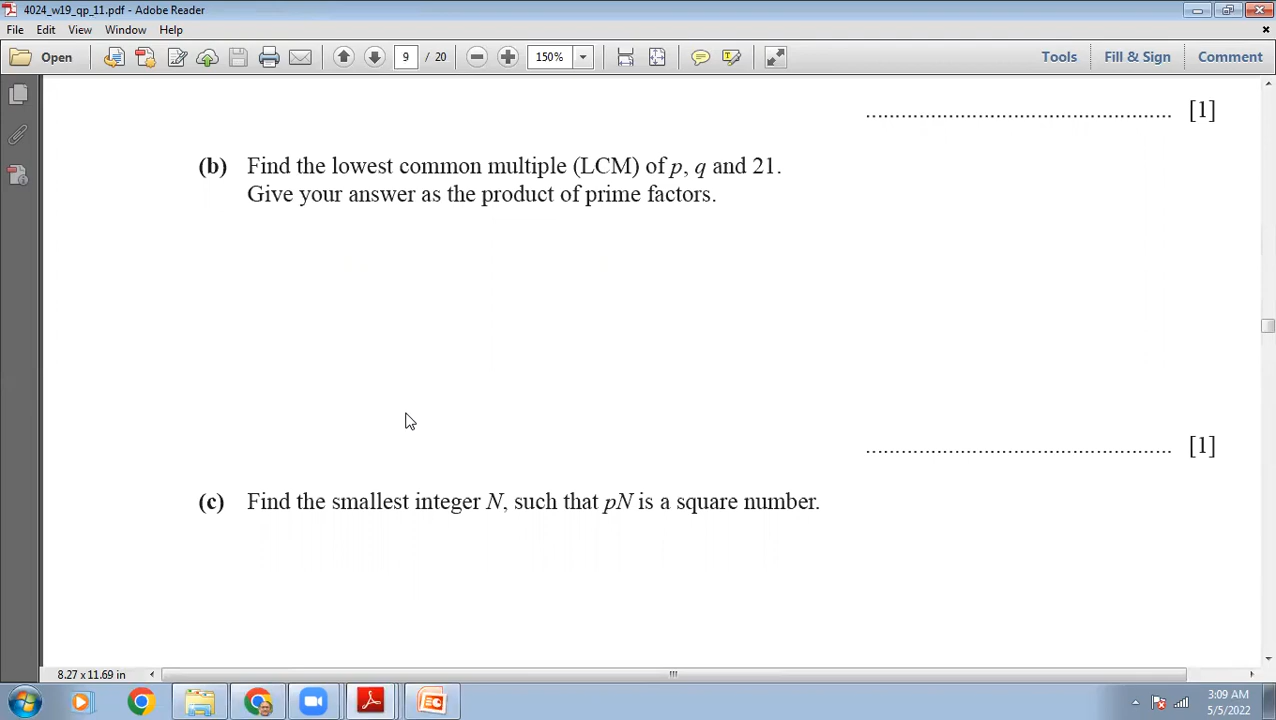 4024_w19_qp_11.pdf - Adobe Reader
File Edit View Window Help
Open 9 / 20 150% Tools Fill & Sign Comment
.................................................... [1]
(b) Find the lowest common multiple (LCM) of p, q and 21.
Give your answer as the product of prime factors.
.................................................... [1]
(c) Find the smallest integer N, such that pN is a square number.
8.27 x 11.69 in
3:09 AM
5/5/2022